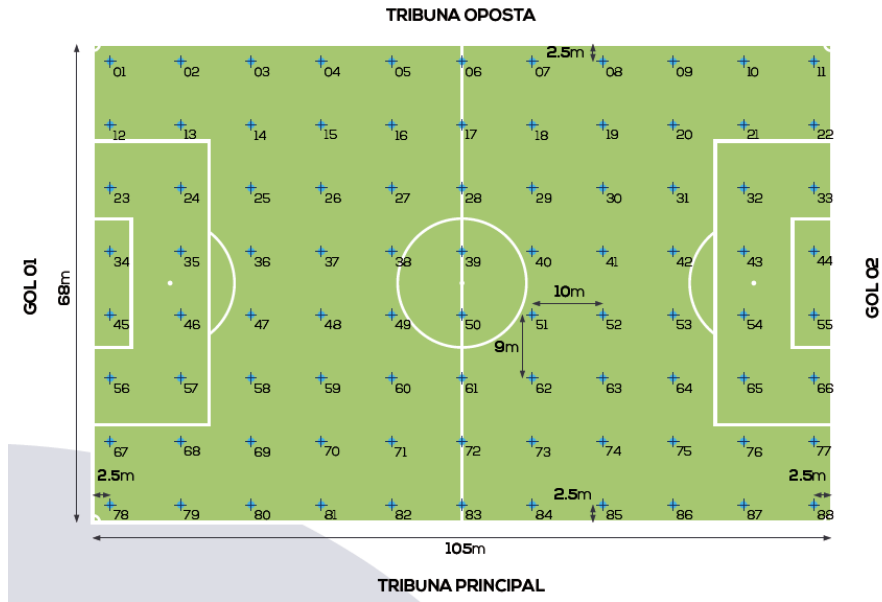 TRIBUNA OPOSTA
2.5m
01 02 03 04 05 06 07 08 09 10 11
12 13 14 15 16 17 18 19 20 21 22
23 24 25 26 27 28 29 30 31 32 33
34 35 36 37 38 39 40 41 42 43 44
GOL 01
68m
GOL 02
10m
45 46 47 48 49 50 51 52 53 54 55
9m
56 57 58 59 60 61 62 63 64 65 66
67 68 69 70 71 72 73 74 75 76 77
2.5m 2.5m 2.5m
78 79 80 81 82 83 84 85 86 87 88
105m
TRIBUNA PRINCIPAL